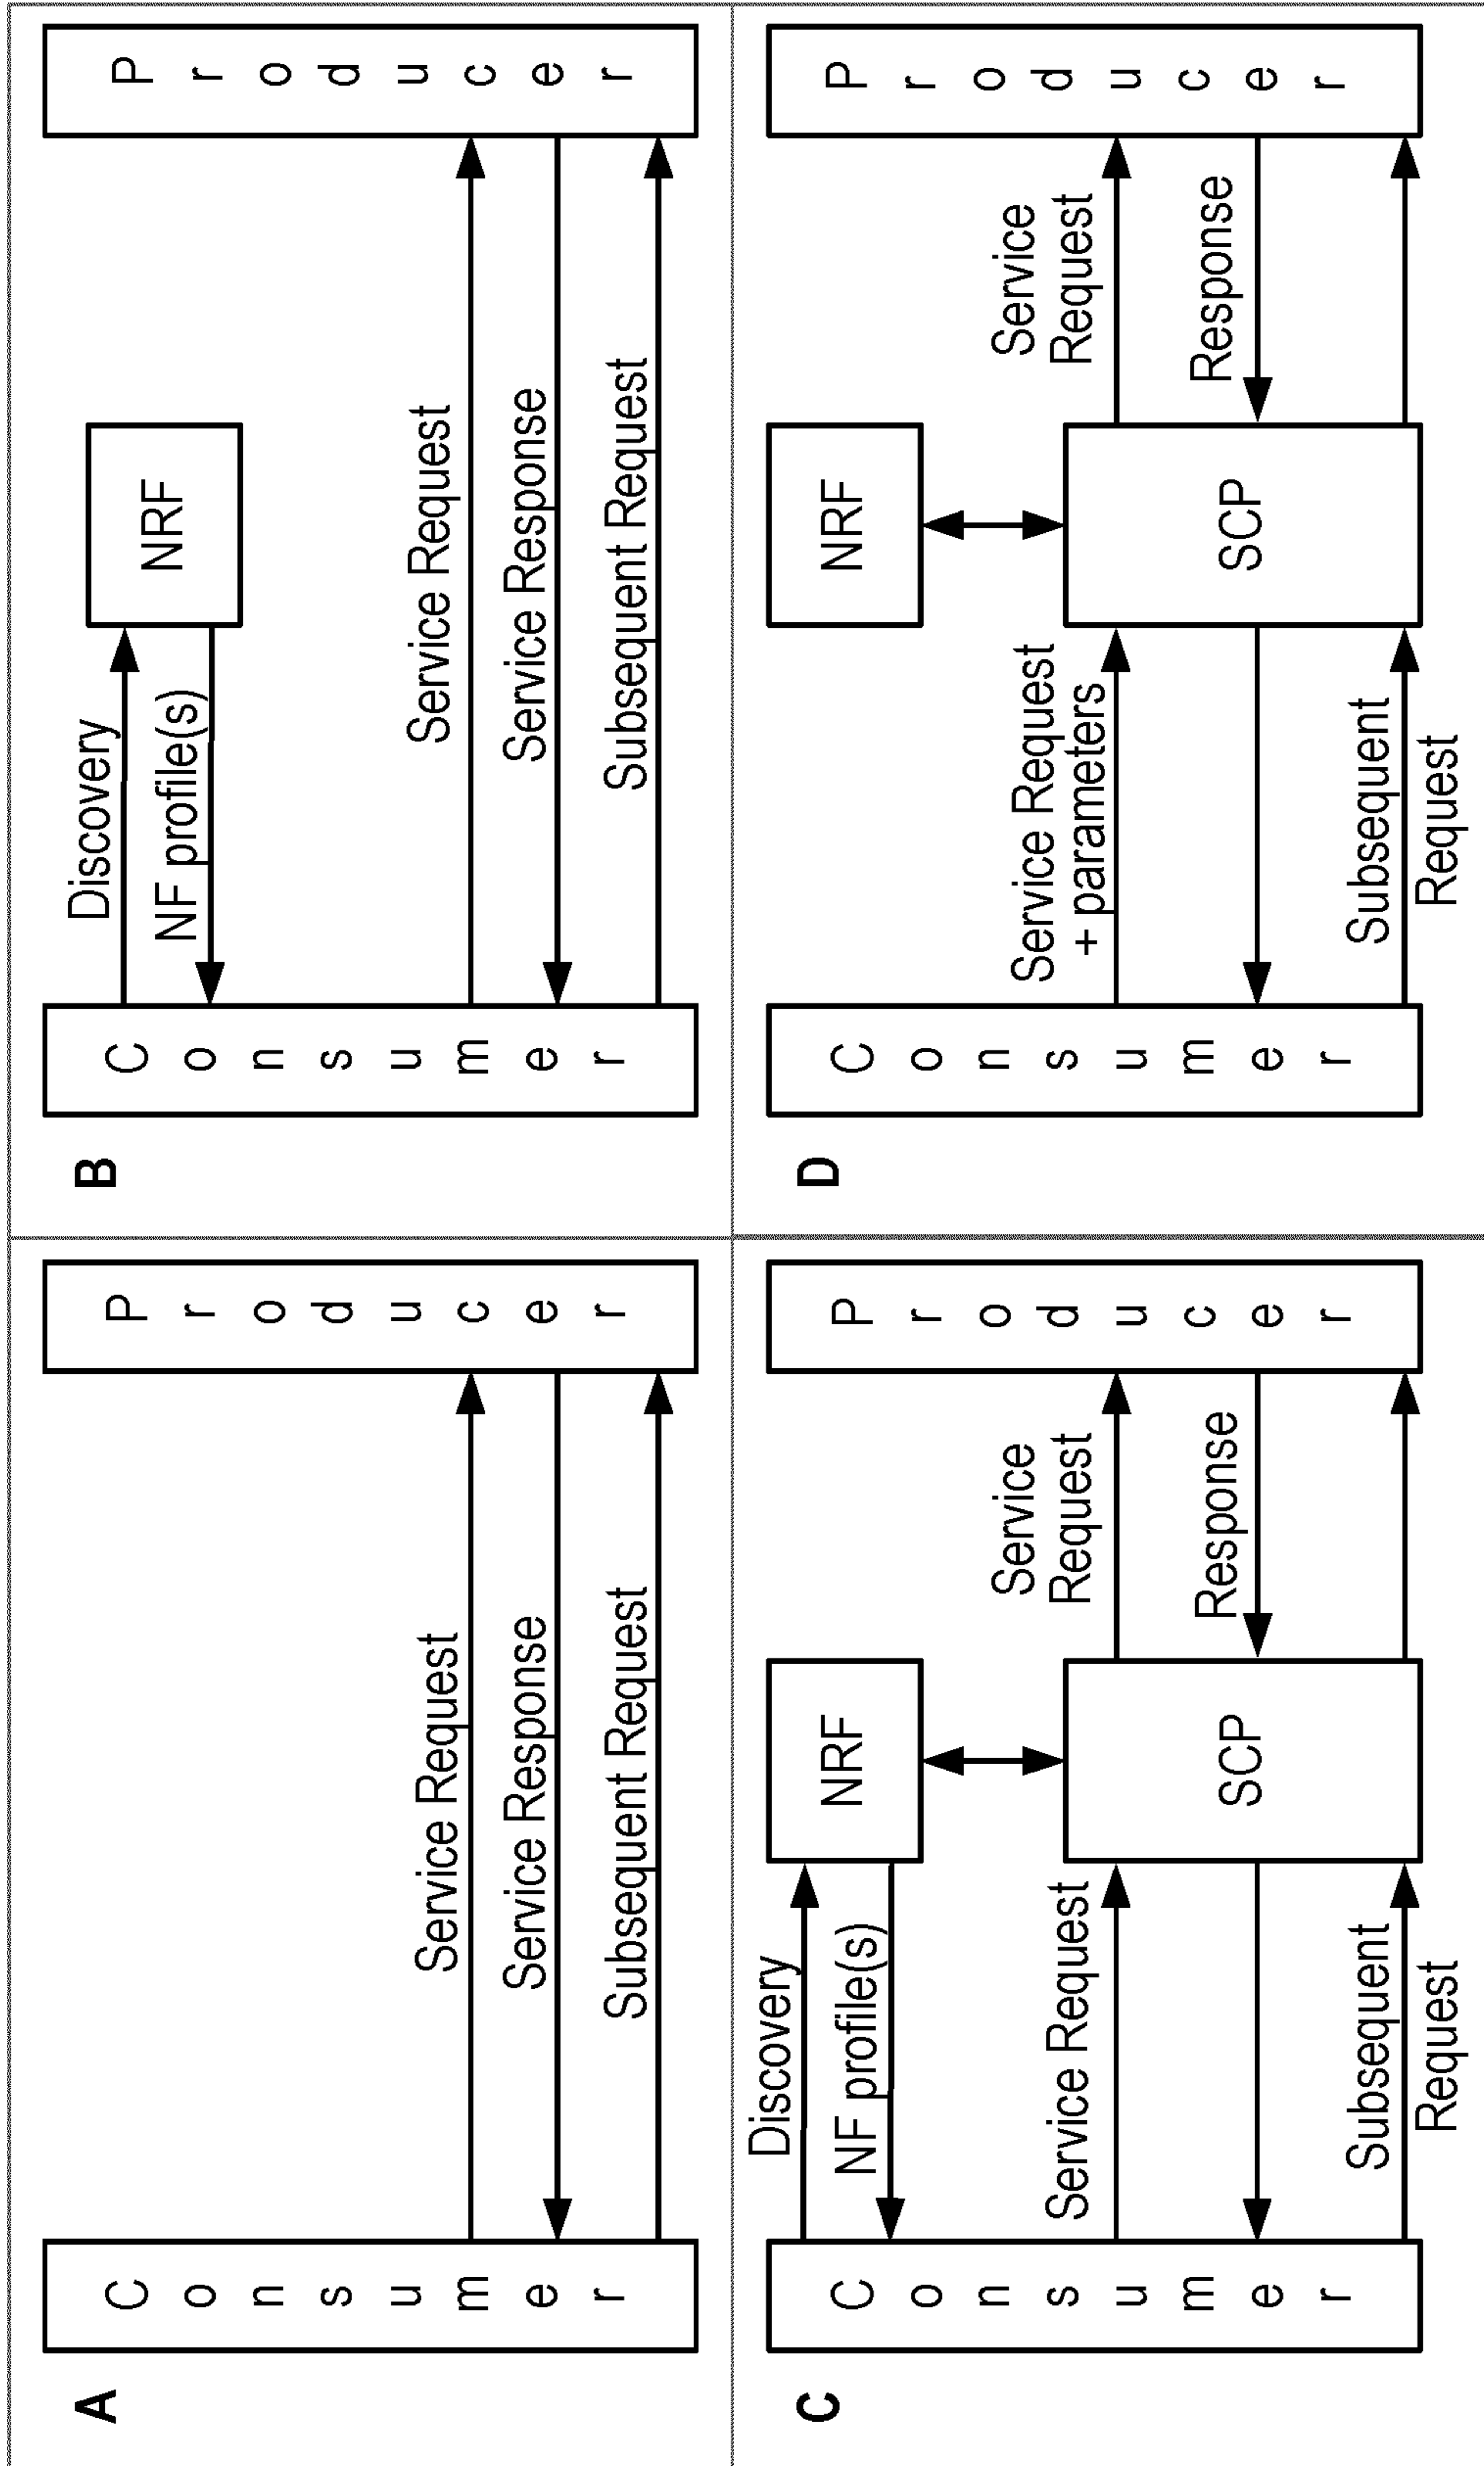 A
Consumer
Service Request
Service Response
Subsequent Request
Producer
B
Consumer
Discovery
NF profile(s)
NRF
Service Request
Service Response
Subsequent Request
Producer
C
Consumer
Discovery
NF profile(s)
NRF
Service Request
SCP
Service
Request
Response
Subsequent
Request
Producer
D
Consumer
NRF
Service Request
+ parameters
SCP
Service
Request
Response
Subsequent
Request
Producer